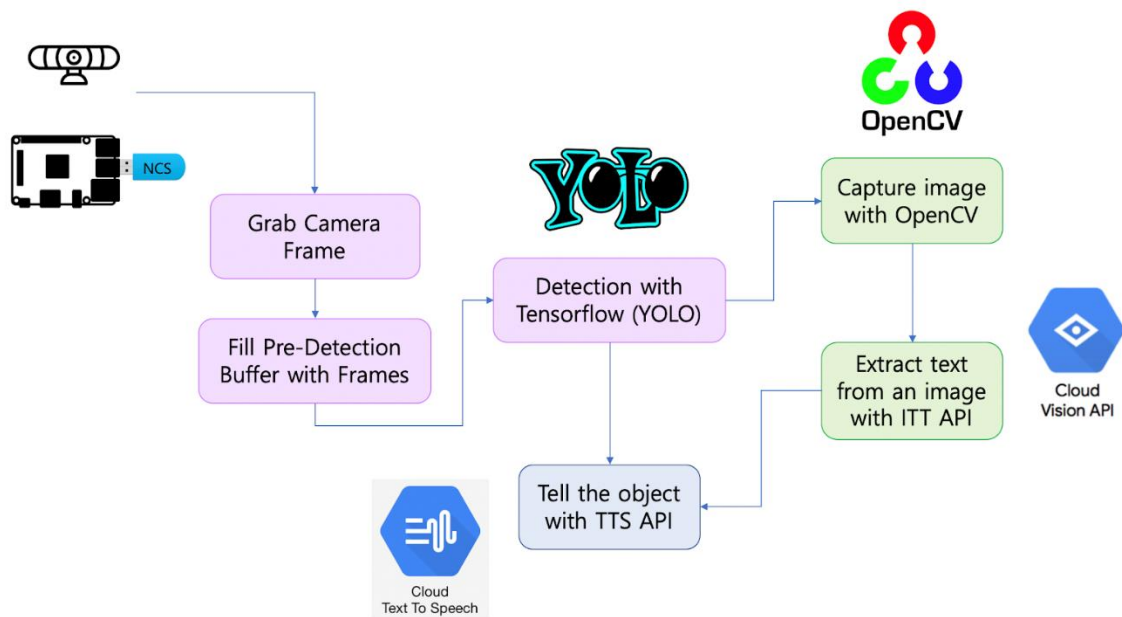 OpenCV
NCS
YOLO
Grab Camera
Frame
Capture image
with OpenCV
Detection with
Tensorflow (YOLO)
Fill Pre-Detection
Buffer with Frames
Extract text
from an image
with ITT API
Cloud
Vision API
Tell the object
with TTS API
Cloud
Text To Speech